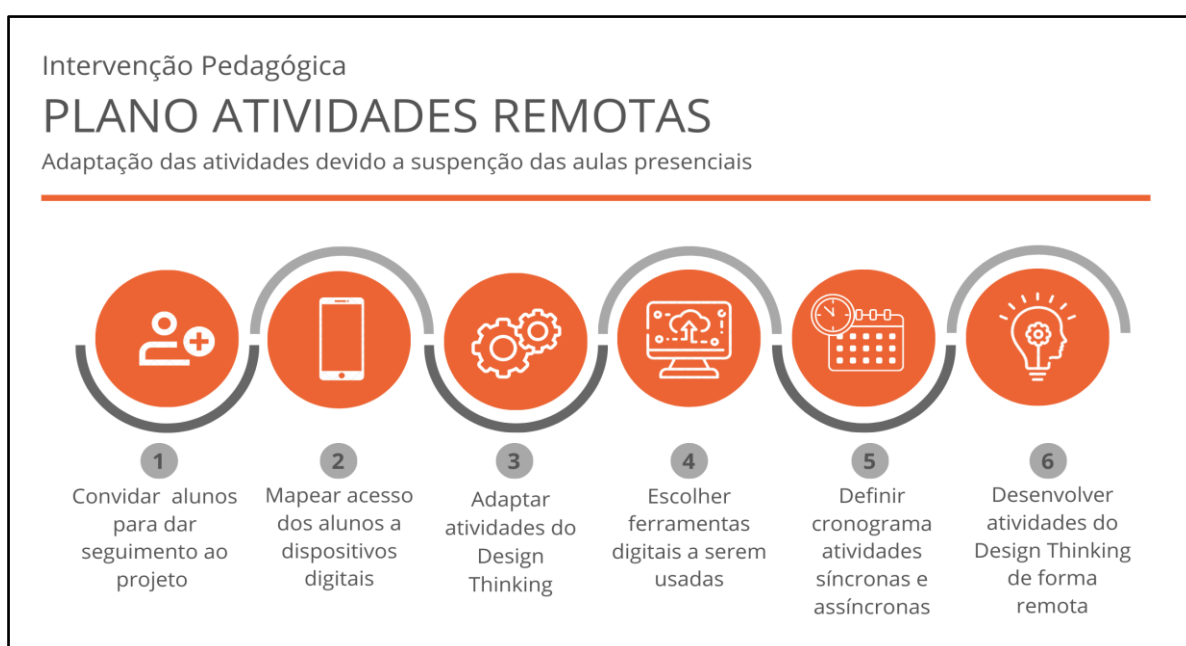 Intervenção Pedagógica
PLANO ATIVIDADES REMOTAS
Adaptação das atividades devido a suspenção das aulas presenciais
1
Convidar alunos
para dar
seguimento ao
projeto
2
Mapear acesso
dos alunos a
dispositivos
digitais
3
Adaptar
atividades do
Design
Thinking
4
Escolher
ferramentas
digitais a serem
usadas
5
Definir
cronograma
atividades
síncronas e
assíncronas
6
Desenvolver
atividades do
Design Thinking
de forma
remota